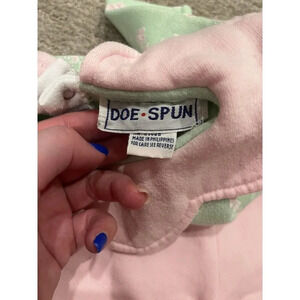 DOE·SPUN
MADE IN PHILIPPINES
FOR CARE SEE REVERSE